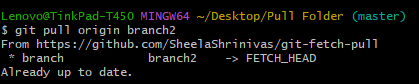 Lenovo@TinkPad-T450 MINGW64 ~/Desktop/Pull Folder (master)
$ git pull origin branch2
From https://github.com/SheelaShrinivas/git-fetch-pull
 * branch            branch2    -> FETCH_HEAD
Already up to date.